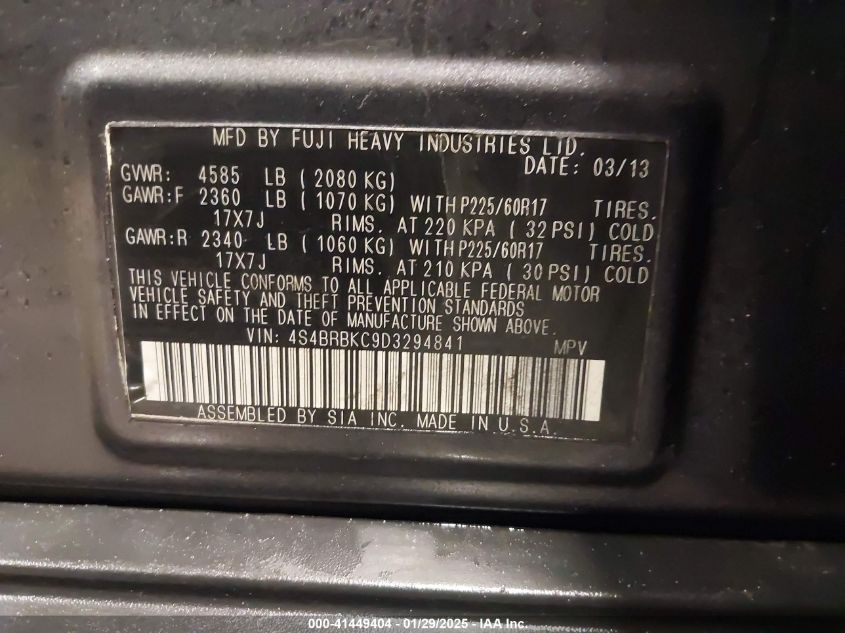 MFD BY FUJI HEAVY INDUSTRIES LTD.
DATE: 03/13
GVWR: 4585 LB ( 2080 KG)
GAWR:F 2360 LB ( 1070 KG) WITH P225/60R17 TIRES.
17X7J RIMS. AT 220 KPA ( 32 PSI) COLD
GAWR:R 2340 LB ( 1060 KG) WITH P225/60R17 TIRES.
17X7J RIMS. AT 210 KPA ( 30 PSI) COLD
THIS VEHICLE CONFORMS TO ALL APPLICABLE FEDERAL MOTOR
VEHICLE SAFETY AND THEFT PREVENTION STANDARDS
IN EFFECT ON THE DATE OF MANUFACTURE SHOWN ABOVE.
VIN: 4S4BRBKC9D3294841 MPV
ASSEMBLED BY SIA INC. MADE IN U.S.A.
000-41449404 - 01/29/2025 - IAA Inc.